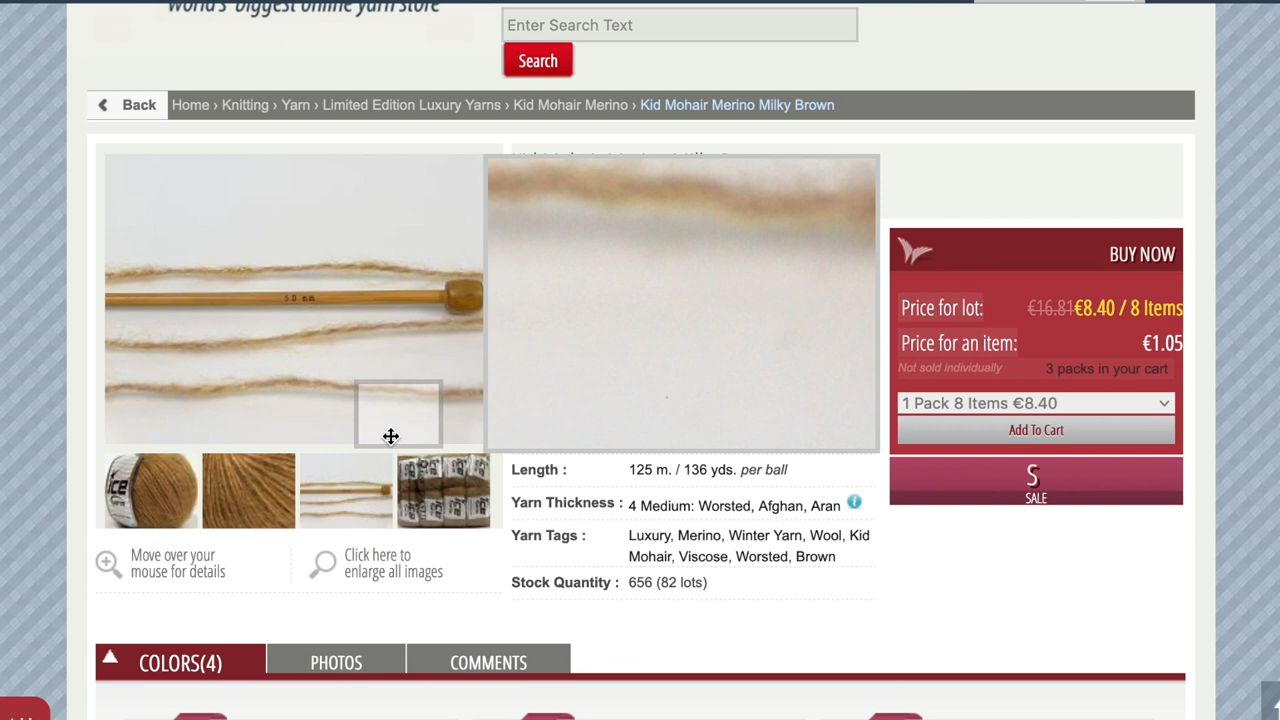 world's biggest online yarn store
Enter Search Text
Search
Back
Home › Knitting › Yarn › Limited Edition Luxury Yarns › Kid Mohair Merino › Kid Mohair Merino Milky Brown
5.0 mm
BUY NOW
Price for lot: €16.81€8.40 / 8 Items
Price for an item: €1.05
Not sold individually 3 packs in your cart
1 Pack 8 Items €8.40
Add To Cart
S
SALE
ice
Length : 125 m. / 136 yds. per ball
Yarn Thickness : 4 Medium: Worsted, Afghan, Aran
Yarn Tags : Luxury, Merino, Winter Yarn, Wool, Kid
Mohair, Viscose, Worsted, Brown
Stock Quantity : 656 (82 lots)
Move over your
mouse for details
Click here to
enlarge all images
COLORS(4)
PHOTOS
COMMENTS